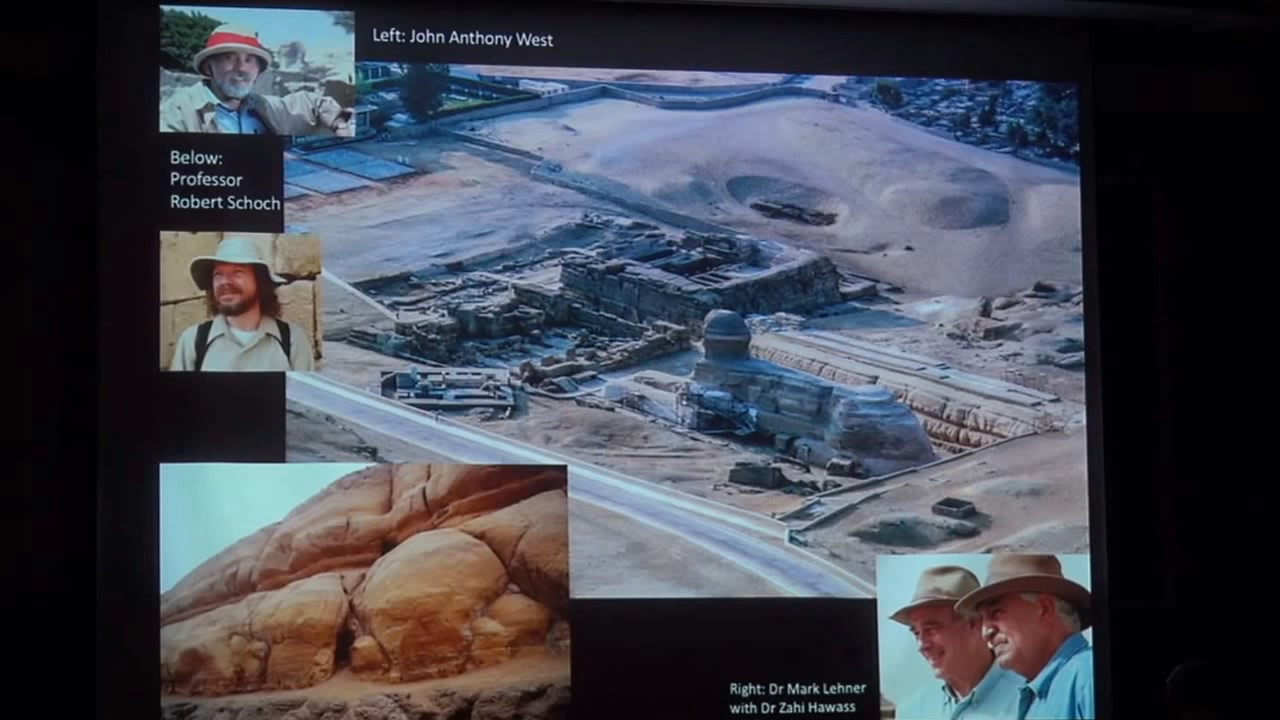 Left: John Anthony West
Below:
Professor
Robert Schoch
Right: Dr Mark Lehner
with Dr Zahi Hawass